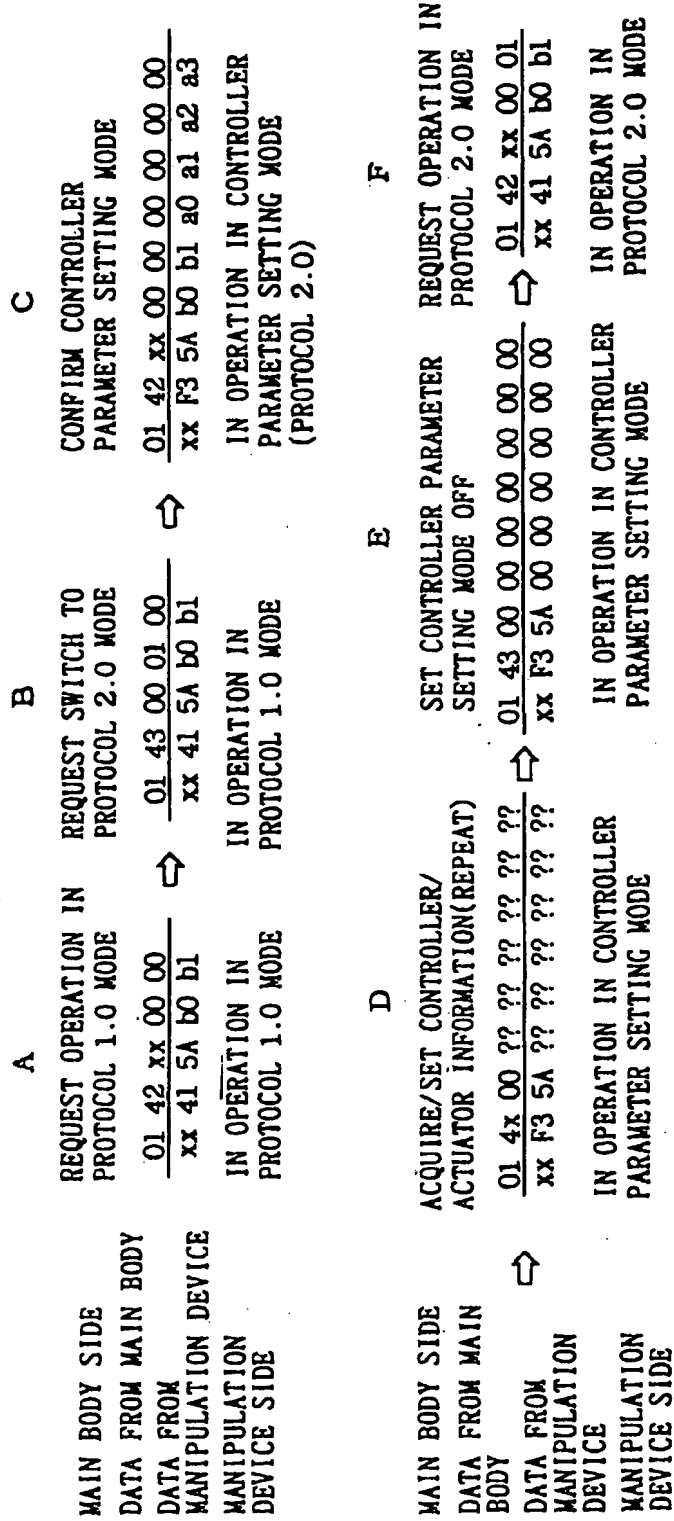 A
REQUEST OPERATION IN
PROTOCOL 1.0 MODE
B
REQUEST SWITCH TO
PROTOCOL 2.0 MODE
C
CONFIRM CONTROLLER
PARAMETER SETTING MODE
MAIN BODY SIDE
DATA FROM MAIN BODY
01 42 xx 00 00
01 43 00 01 00
01 42 xx 00 00 00 00 00 00
DATA FROM
MANIPULATION DEVICE
xx 41 5A b0 b1
xx 41 5A b0 b1
xx F3 5A b0 b1 a0 a1 a2 a3
MANIPULATION
DEVICE SIDE
IN OPERATION IN
PROTOCOL 1.0 MODE
IN OPERATION IN
PROTOCOL 1.0 MODE
IN OPERATION IN CONTROLLER
PARAMETER SETTING MODE
(PROTOCOL 2.0)
D
ACQUIRE/SET CONTROLLER/
ACTUATOR INFORMATION(REPEAT)
E
SET CONTROLLER PARAMETER
SETTING MODE OFF
F
REQUEST OPERATION IN
PROTOCOL 2.0 MODE
MAIN BODY SIDE
DATA FROM MAIN
BODY
01 4x 00 ?? ?? ?? ?? ?? ??
01 43 00 00 00 00 00 00 00
01 42 xx 00 01
DATA FROM
MANIPULATION
DEVICE
xx F3 5A ?? ?? ?? ?? ?? ??
xx F3 5A 00 00 00 00 00 00
xx 41 5A b0 b1
MANIPULATION
DEVICE SIDE
IN OPERATION IN CONTROLLER
PARAMETER SETTING MODE
IN OPERATION IN CONTROLLER
PARAMETER SETTING MODE
IN OPERATION IN
PROTOCOL 2.0 MODE